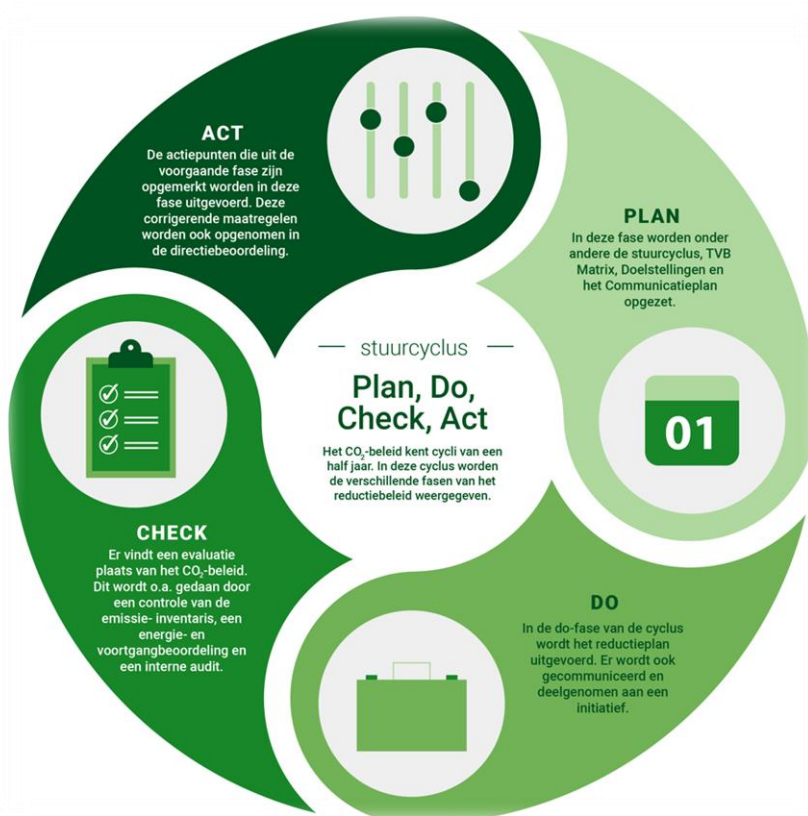 stuurcyclus
Plan, Do,
Check, Act
Het CO₂-beleid kent cycli van een
half jaar. In deze cyclus worden
de verschillende fasen van het
reductiebeleid weergegeven.
PLAN
In deze fase worden onder
andere de stuurcyclus, TVB
Matrix, Doelstellingen en
het Communicatieplan
opgezet.
01
DO
In de do-fase van de cyclus
wordt het reductieplan
uitgevoerd. Er wordt ook
gecommuniceerd en
deelgenomen aan een
initiatief.
CHECK
Er vindt een evaluatie
plaats van het CO₂-beleid.
Dit wordt o.a. gedaan door
een controle van de
emissie- inventaris, een
energie- en
voortgangbeoordeling en
een interne audit.
ACT
De actiepunten die uit de
voorgaande fase zijn
opgemerkt worden in deze
fase uitgevoerd. Deze
corrigerende maatregelen
worden ook opgenomen in
de directiebeoordeling.